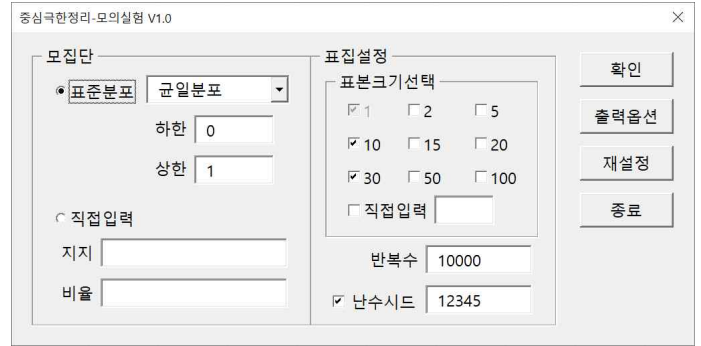 중심극한정리-모의실험 V1.0
모집단
표준분포 균일분포
하한 0
상한 1
직접입력
지지
비율
표집설정
표본크기선택
1 2 5
10 15 20
30 50 100
직접입력
반복수 10000
난수시드 12345
확인
출력옵션
재설정
종료